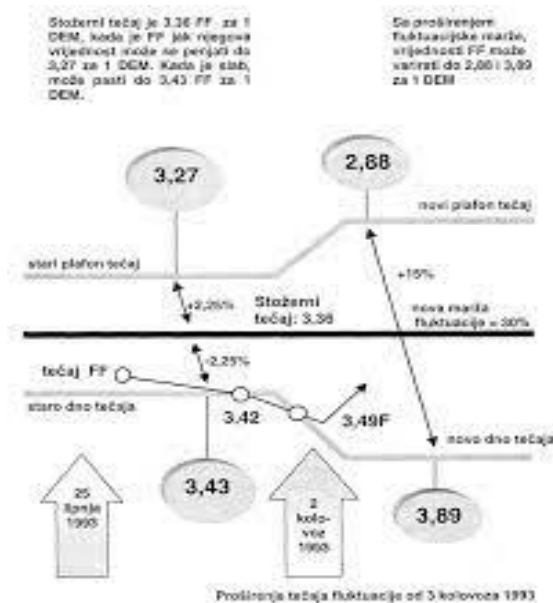 Stožerni tečaj je 3.36 FF za 1
DEM, kada je FF jak njegova
vrijednost može se penjati do
3,27 za 1 DEM. Kada je slab,
može pasti do 3,43 FF za 1
DEM.
Sa proširenjem
fluktuacijske marže,
vrijednosti FF može
varirati do 2,88 i 3,89
za 1 DEM
3,27
2,88
novi plafon tečaj
stari plafon tečaj
+15%
+2,25%
Stožerni
tečaj: 3,36
nova marža
fluktuacije = 30%
-2,25%
tečaj FF
staro dno tečaja
3.42
3,49F
novo dno tečaja
25
lipnja
1993
3,43
2
kolo-
voz
1993
3,89
Proširenja tečaja fluktuacije od 3 kolovoza 1993